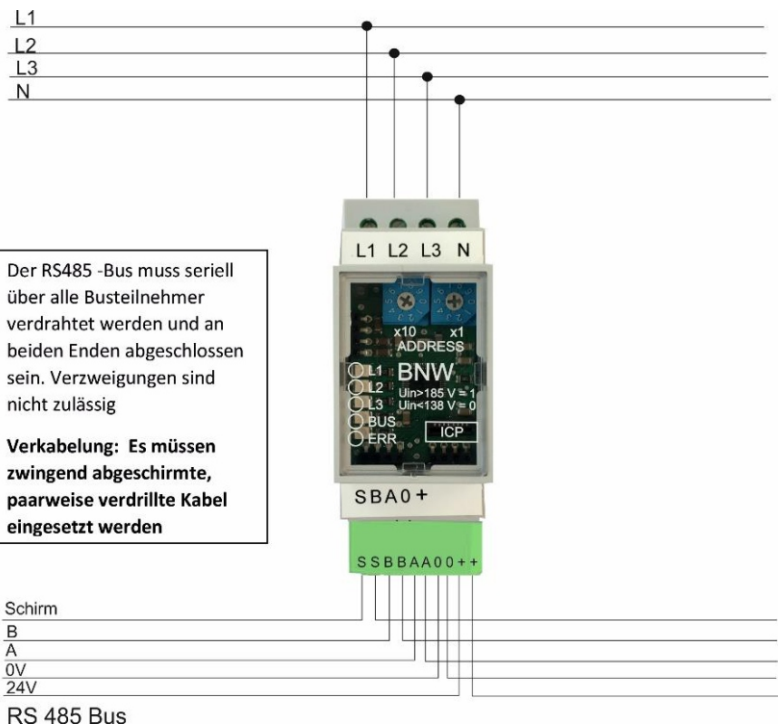 L1
L2
L3
N
L1 L2 L3 N
Der RS485 -Bus muss seriell
über alle Busteilnehmer
verdrahtet werden und an
beiden Enden abgeschlossen
sein. Verzweigungen sind
nicht zulässig
Verkabelung: Es müssen
zwingend abgeschirmte,
paarweise verdrillte Kabel
eingesetzt werden
x10 x1
ADDRESS
BNW
Uin>185 V = 1
Uin<138 V = 0
L1
L2
L3
BUS
ERR
ICP
S B A 0 +
S S B B A A 0 0 + +
Schirm
B
A
0V
24V
RS 485 Bus